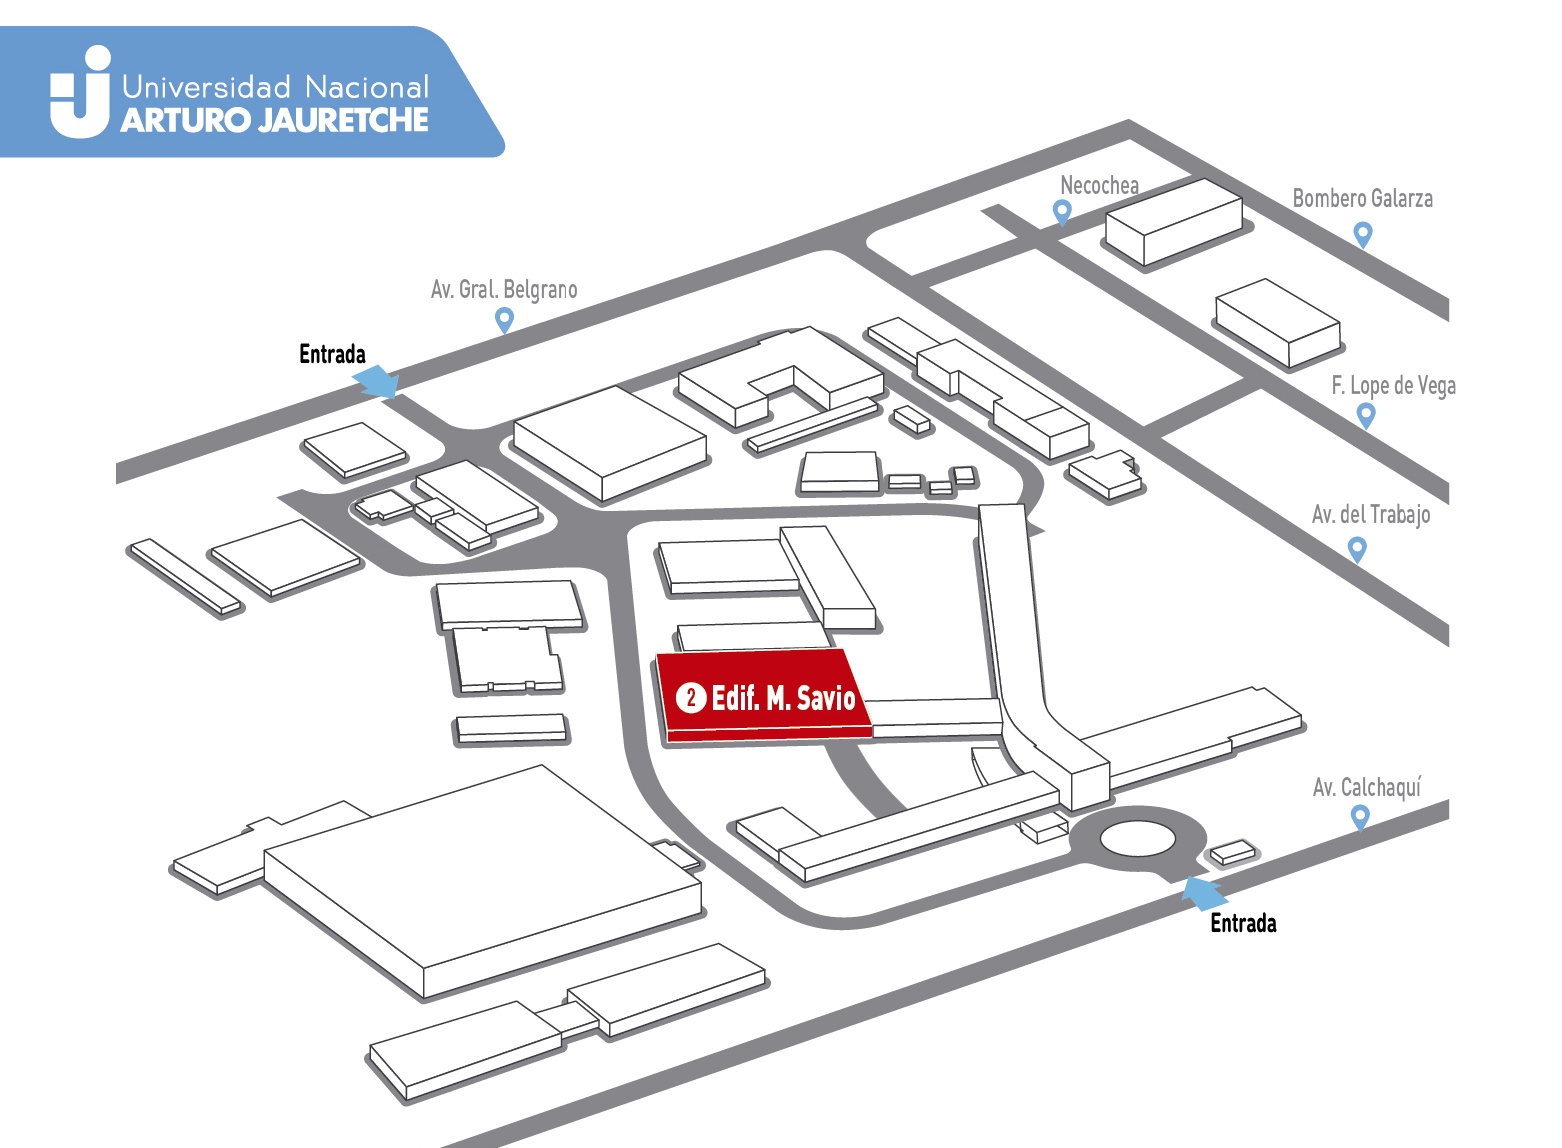 Universidad Nacional
ARTURO JAURETCHE
Necochea
Bombero Galarza
Av. Gral. Belgrano
Entrada
F. Lope de Vega
Av. del Trabajo
2 Edif. M. Savio
Av. Calchaquí
Entrada